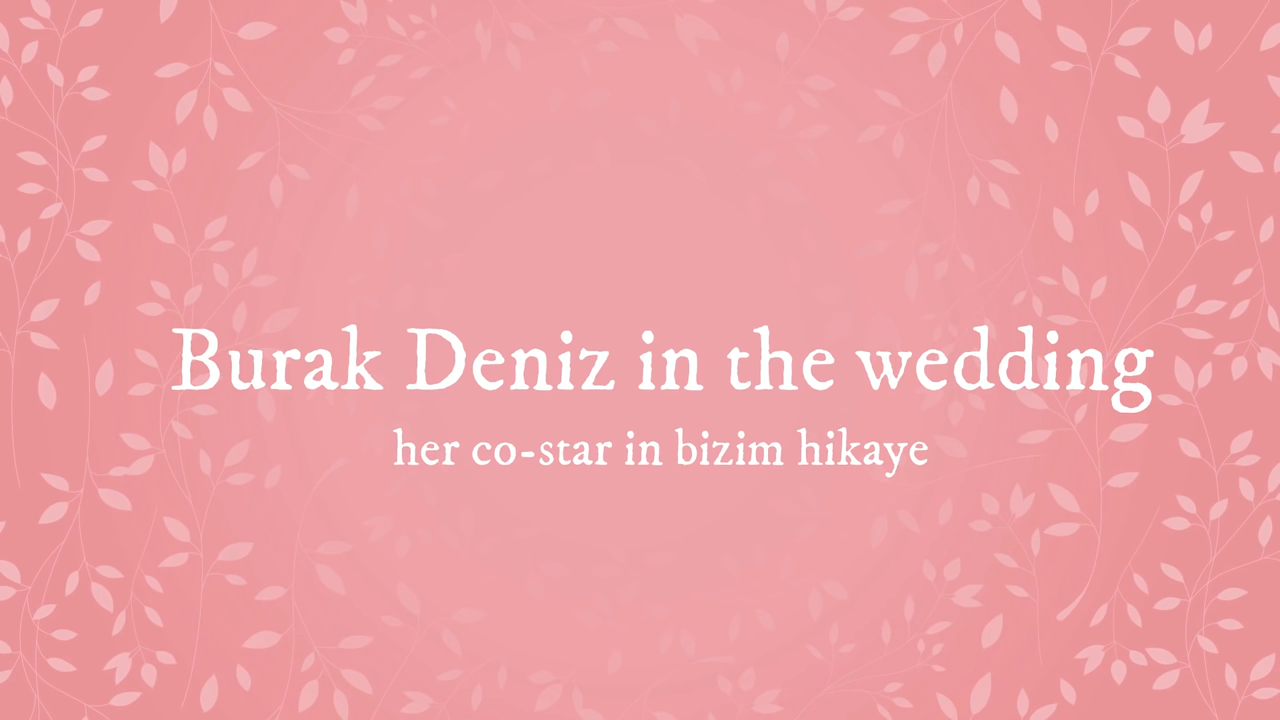 Burak Deniz in the wedding
her co-star in bizim hikaye